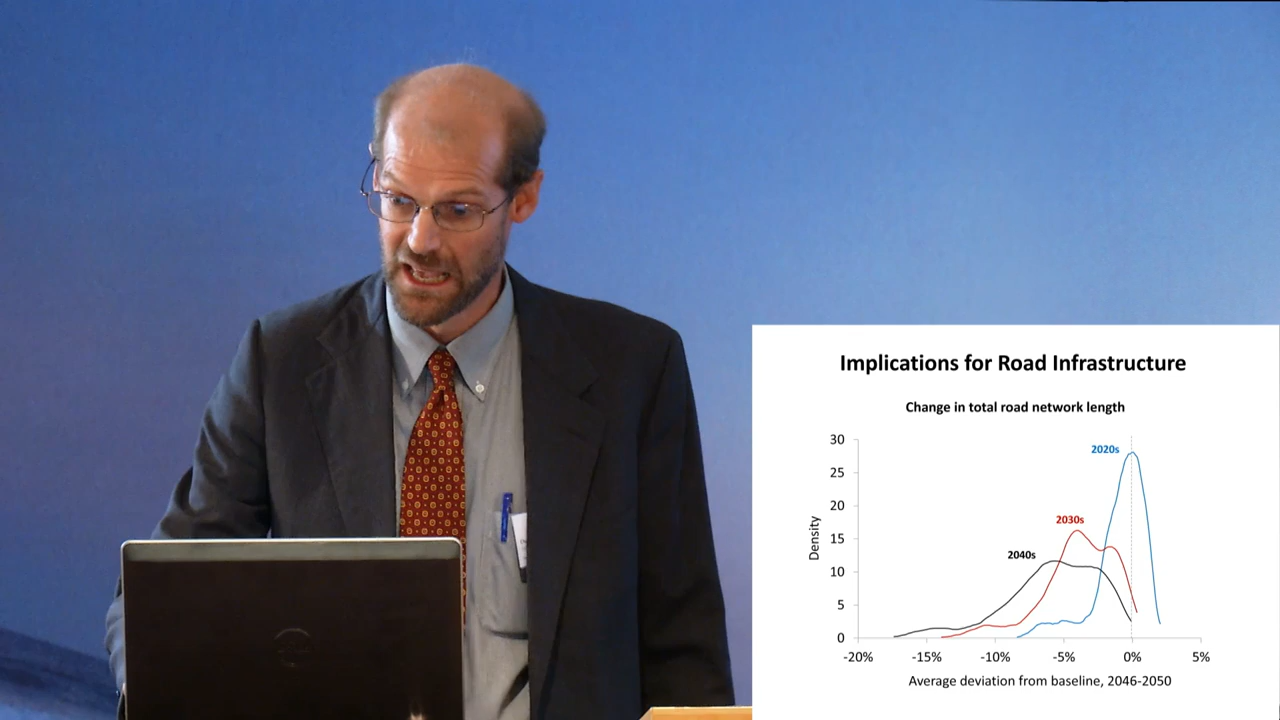 Implications for Road Infrastructure
Change in total road network length
30
25
20
15
10
5
0
Density
2020s
2030s
2040s
-20% -15% -10% -5% 0% 5%
Average deviation from baseline, 2046-2050